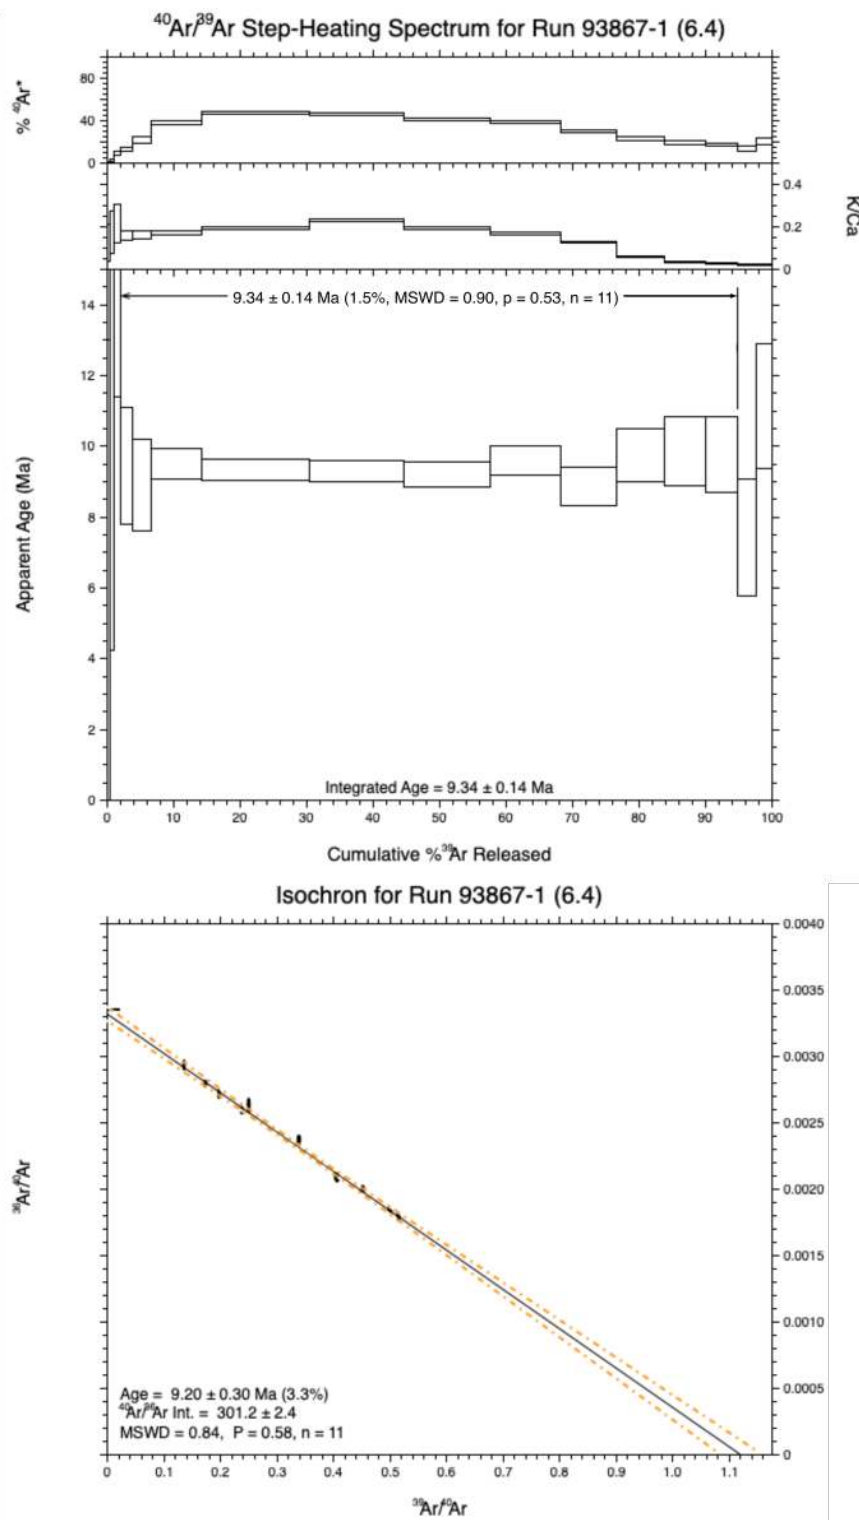 ⁴⁰Ar/³⁹Ar Step-Heating Spectrum for Run 93867-1 (6.4)
% ⁴⁰Ar*
80
40
0
0.4
0.2
0
K/Ca
9.34 ± 0.14 Ma (1.5%, MSWD = 0.90, p = 0.53, n = 11)
Apparent Age (Ma)
14
12
10
8
6
4
2
0
Integrated Age = 9.34 ± 0.14 Ma
0 10 20 30 40 50 60 70 80 90 100
Cumulative %³⁹Ar Released
Isochron for Run 93867-1 (6.4)
0.0040
0.0035
0.0030
0.0025
0.0020
0.0015
0.0010
0.0005
0
³⁶Ar/⁴⁰Ar
Age = 9.20 ± 0.30 Ma (3.3%)
⁴⁰Ar/³⁶Ar Int. = 301.2 ± 2.4
MSWD = 0.84, P = 0.58, n = 11
0 0.1 0.2 0.3 0.4 0.5 0.6 0.7 0.8 0.9 1.0 1.1
³⁹Ar/⁴⁰Ar